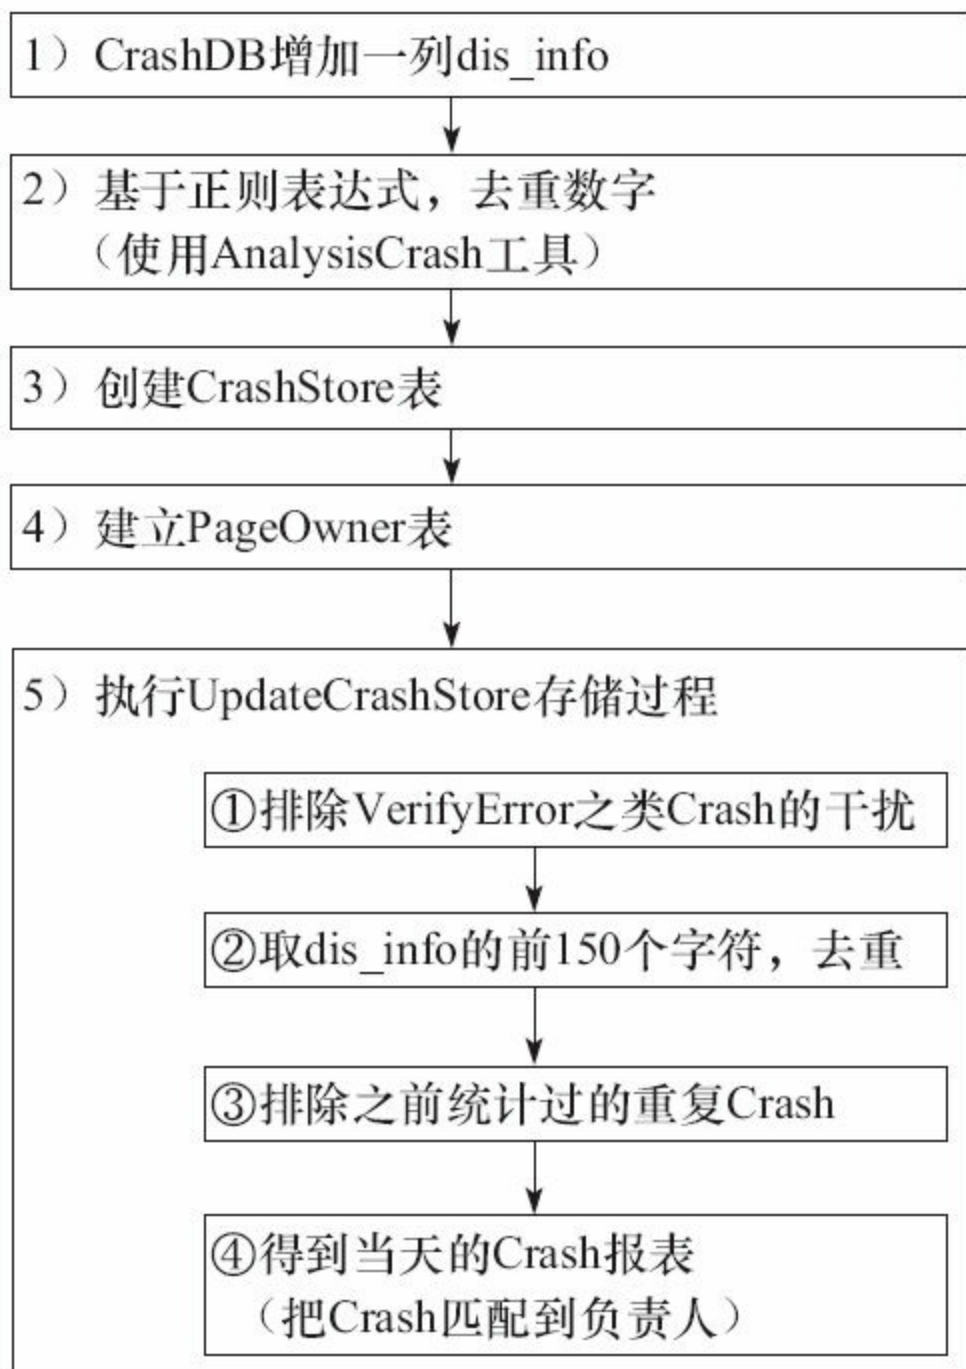 1）CrashDB增加一列dis_info
2）基于正则表达式，去重数字
（使用AnalysisCrash工具）
3）创建CrashStore表
4）建立PageOwner表
5）执行UpdateCrashStore存储过程
①排除VerifyError之类Crash的干扰
②取dis_info的前150个字符，去重
③排除之前统计过的重复Crash
④得到当天的Crash报表
（把Crash匹配到负责人）